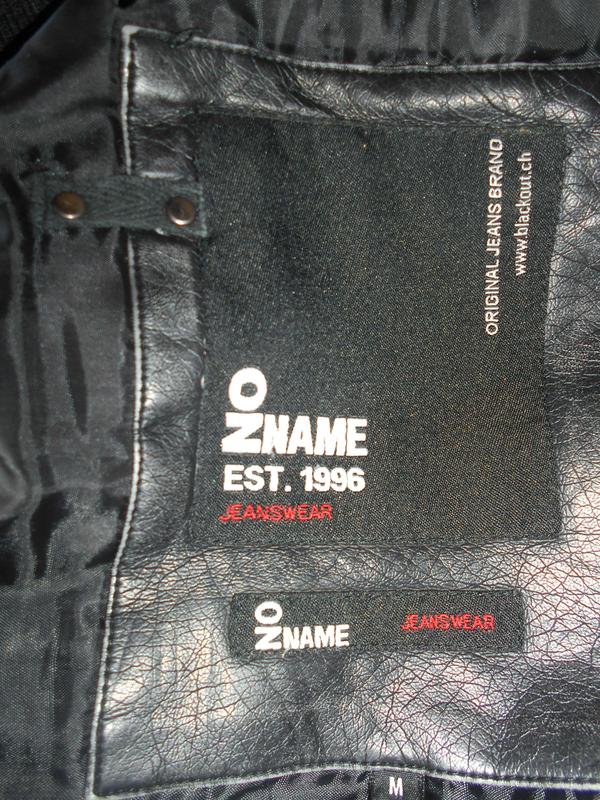 ORIGINAL JEANS BRAND
www.blackout.ch
NO NAME
EST. 1996
JEANSWEAR
NO NAME JEANSWEAR
M